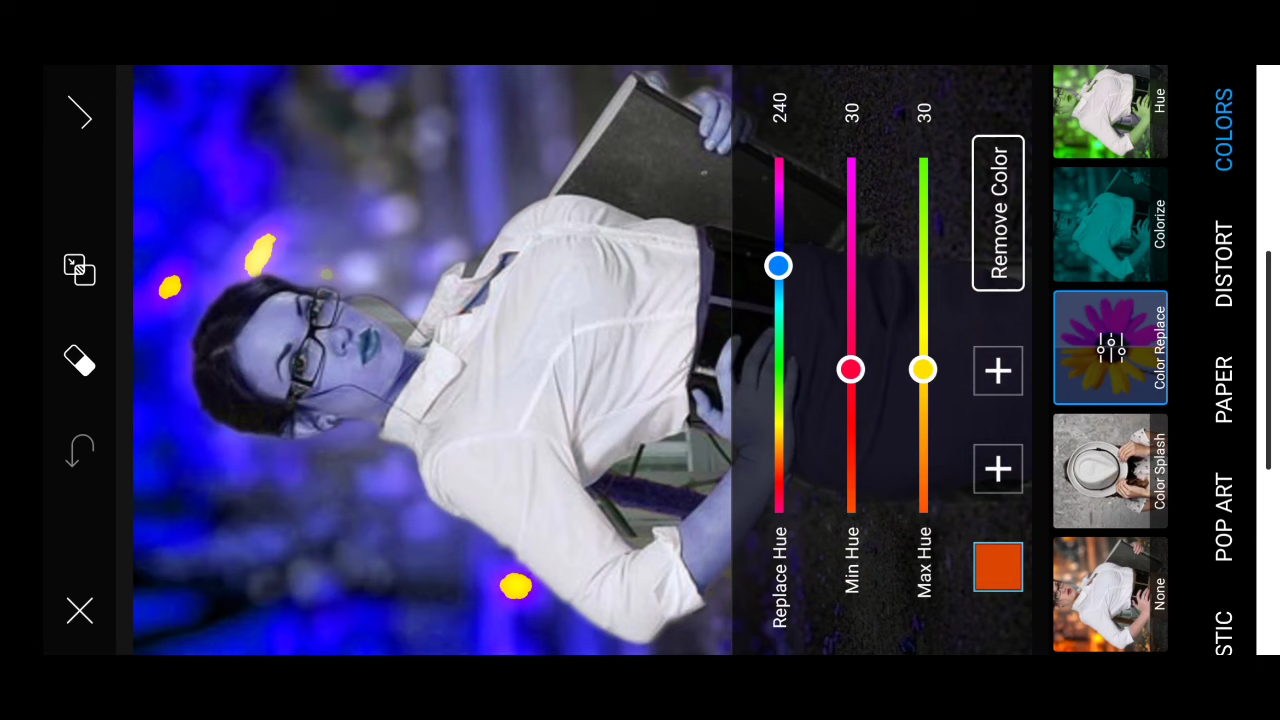 Replace Hue 240
Min Hue 30
Max Hue 30
Remove Color
None
Color Splash
Color Replace
Colorize
Hue
STIC
POP ART
PAPER
DISTORT
COLORS